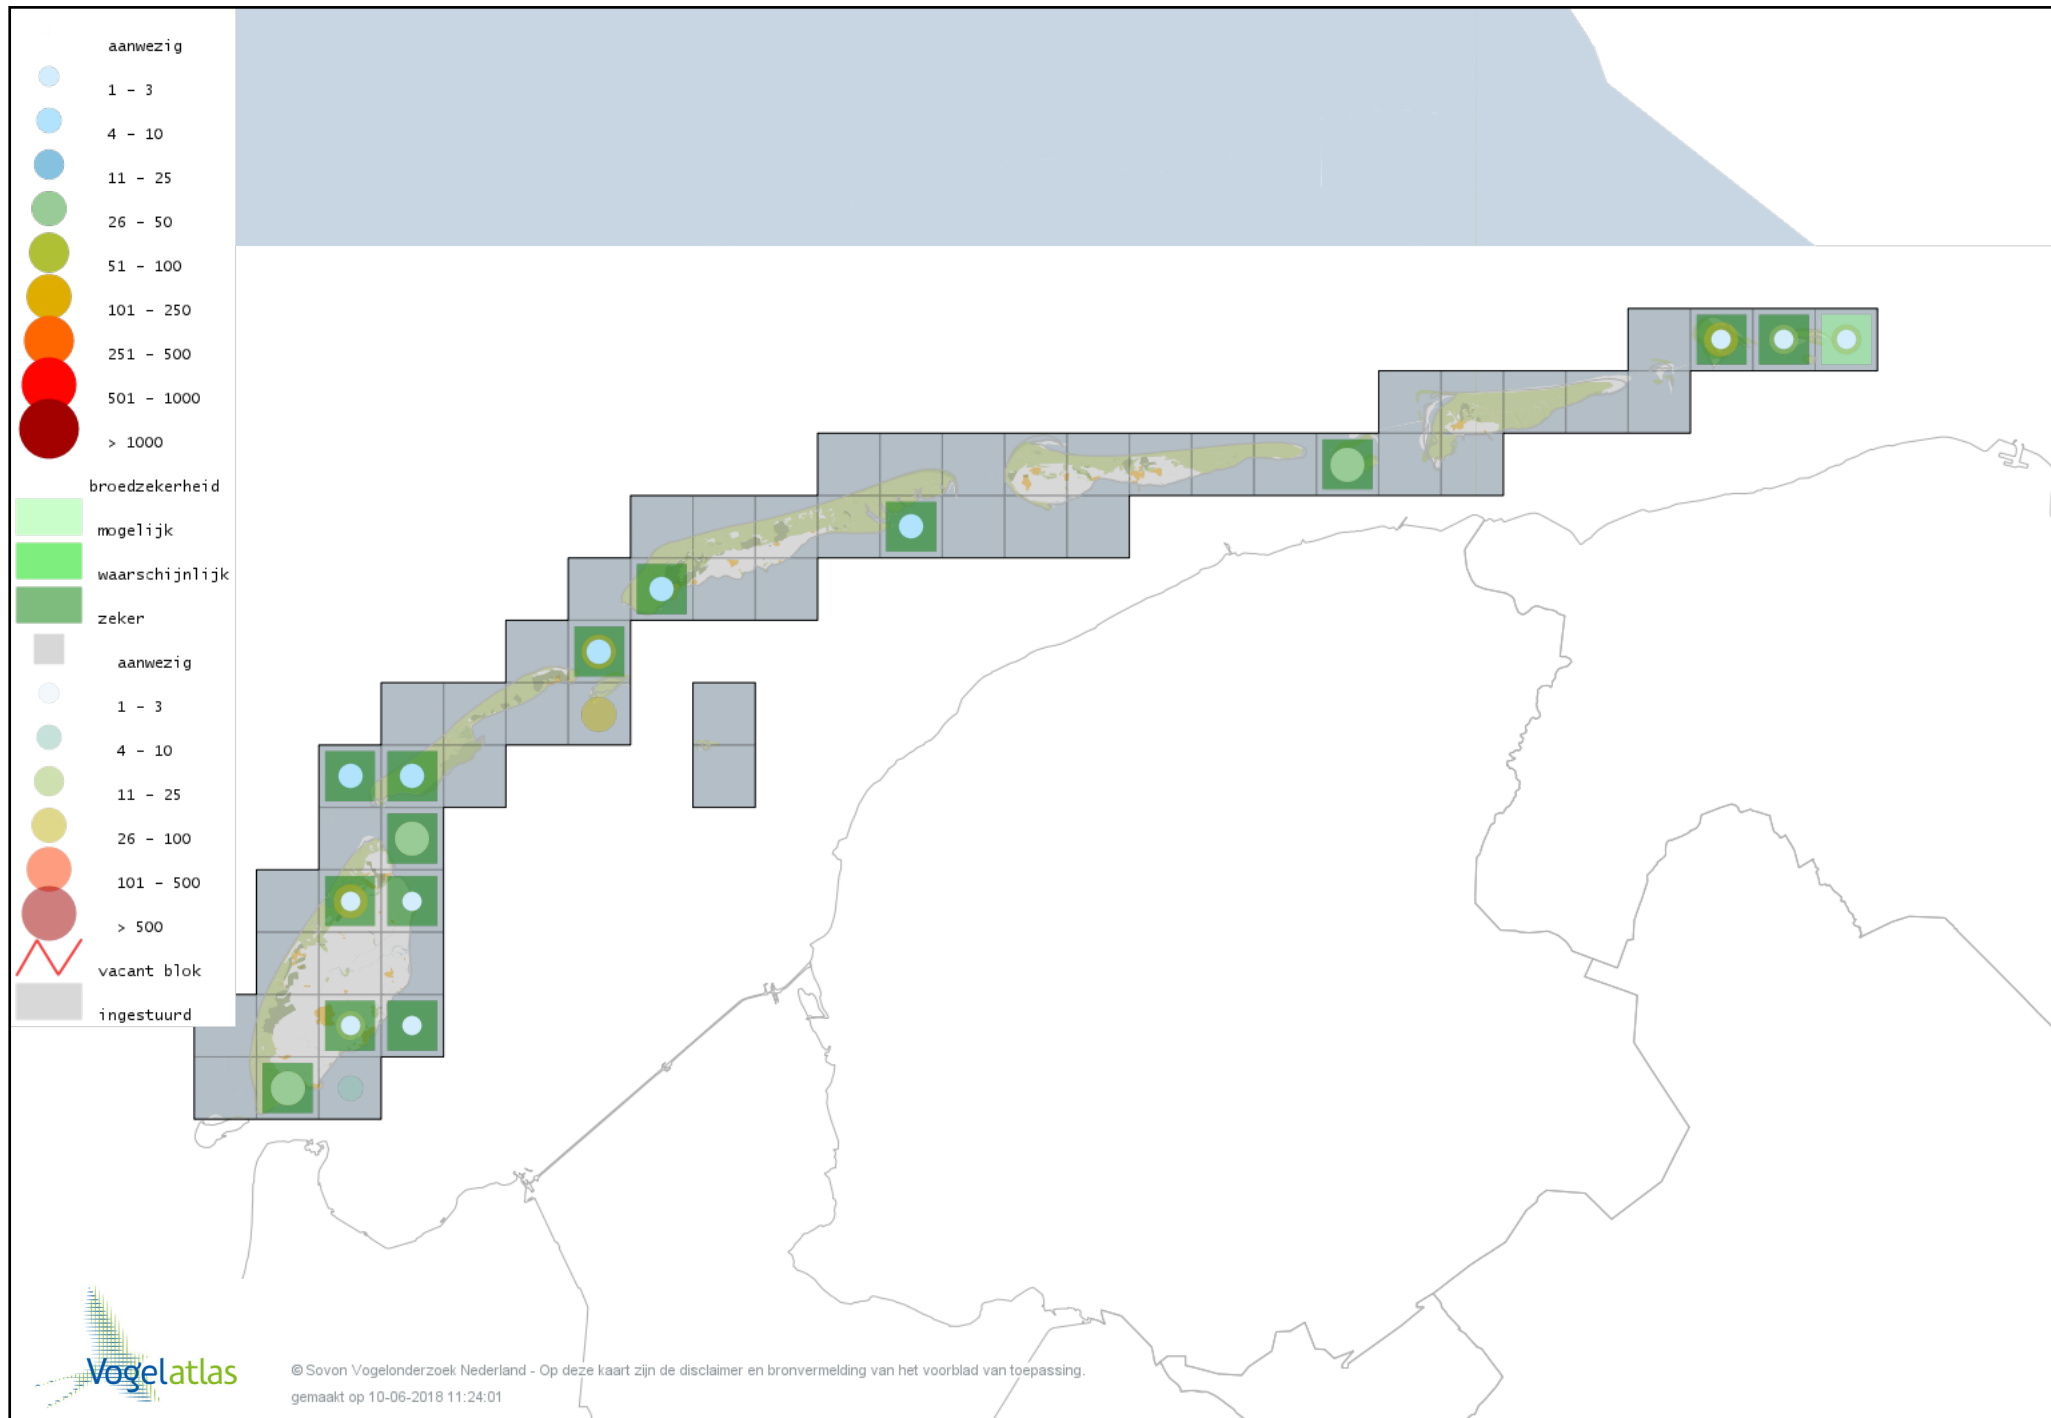 aanwezig
1 - 3
4 - 10
11 - 25
26 - 50
51 - 100
101 - 250
251 - 500
501 - 1000
> 1000
broedzekerheid
mogelijk
waarschijnlijk
zeker
aanwezig
1 - 3
4 - 10
11 - 25
26 - 100
101 - 500
> 500
vacant blok
ingestuurd
Vogelatlas
© Sovon Vogelonderzoek Nederland - Op deze kaart zijn de disclaimer en bronvermelding van het voorblad van toepassing.
gemaakt op 10-06-2018 11:24:01